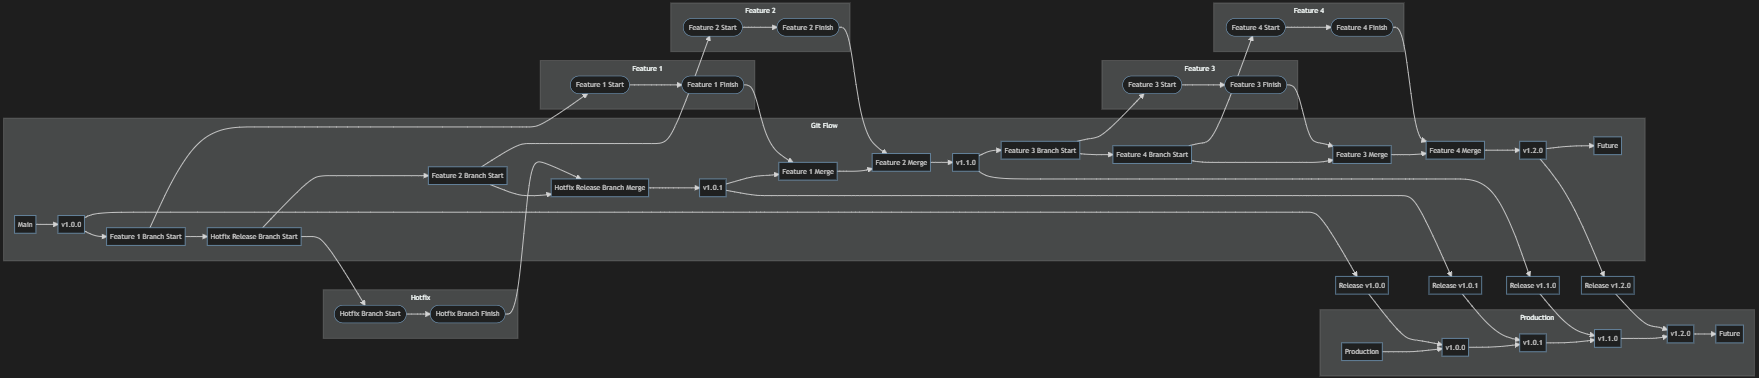 Feature 2
Feature 2 Start
Feature 2 Finish
Feature 4
Feature 4 Start
Feature 4 Finish
Feature 1
Feature 1 Start
Feature 1 Finish
Feature 3
Feature 3 Start
Feature 3 Finish
Git Flow
Main
v1.0.0
Feature 1 Branch Start
Hotfix Release Branch Start
Feature 2 Branch Start
Hotfix Release Branch Merge
v1.0.1
Feature 1 Merge
Feature 2 Merge
v1.1.0
Feature 3 Branch Start
Feature 4 Branch Start
Feature 3 Merge
Feature 4 Merge
v1.2.0
Future
Hotfix
Hotfix Branch Start
Hotfix Branch Finish
Release v1.0.0
Release v1.0.1
Release v1.1.0
Release v1.2.0
Production
Production
v1.0.0
v1.0.1
v1.1.0
v1.2.0
Future